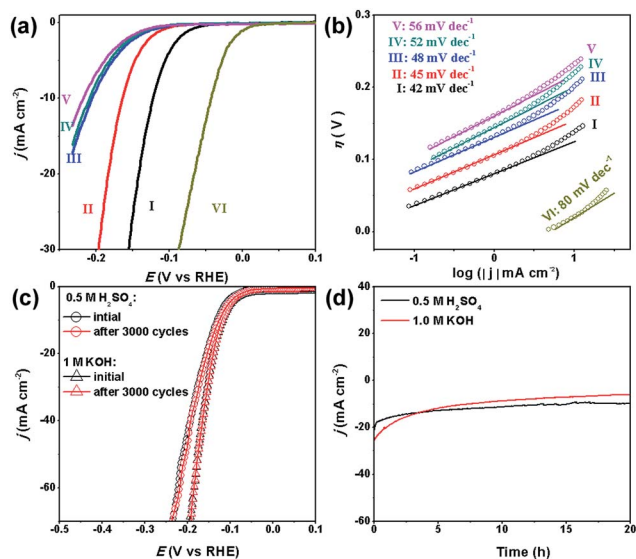 (a)
0
-10
-20
-30
j (mA cm⁻²)
V
IV
III
II
I
VI
-0.2
-0.1
0.0
0.1
E (V vs RHE)
(b)
V: 56 mV dec⁻¹
IV: 52 mV dec⁻¹
III: 48 mV dec⁻¹
II: 45 mV dec⁻¹
I: 42 mV dec⁻¹
V
IV
III
II
I
VI: 80 mV dec⁻¹
0.2
0.1
0.0
η (V)
-1
0
1
log (|j| mA cm⁻²)
(c)
0.5 M H₂SO₄:
intial
after 3000 cycles
1 M KOH:
initial
after 3000 cycles
0
-20
-40
-60
j (mA cm⁻²)
-0.5
-0.4
-0.3
-0.2
-0.1
0.0
0.1
E (V vs RHE)
(d)
0.5 M H₂SO₄
1.0 M KOH
40
20
0
-20
-40
-60
j (mA cm⁻²)
0
5
10
15
20
Time (h)